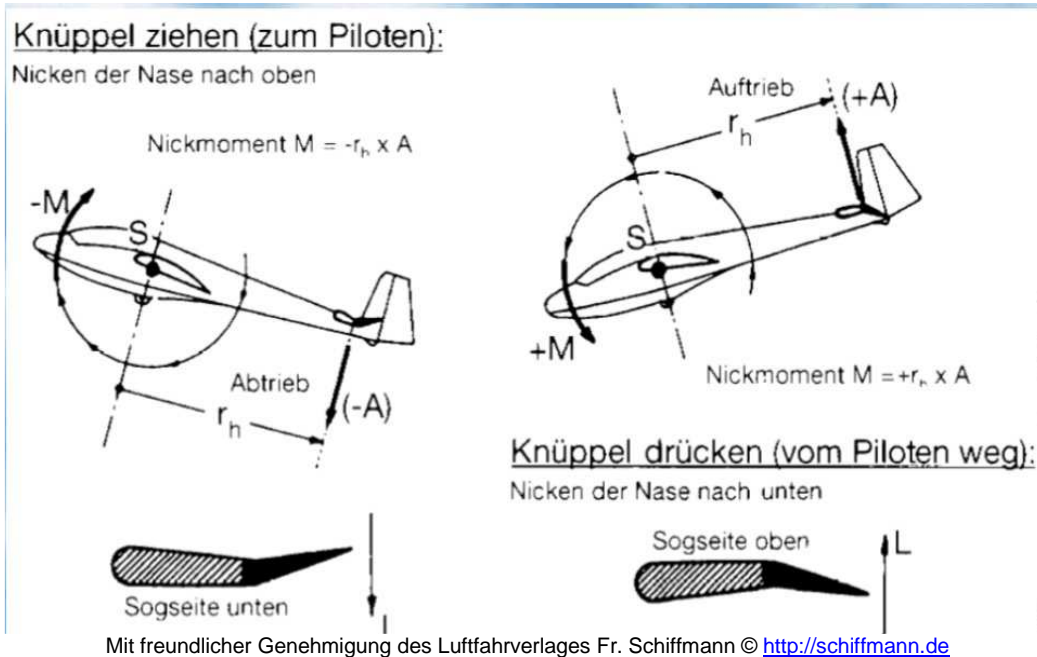 Knüppel ziehen (zum Piloten):
Nicken der Nase nach oben
Nickmoment M = -rₕ x A
-M
S
Abtrieb
rₕ
(-A)
Sogseite unten
Auftrieb
(+A)
rₕ
S
+M
Nickmoment M =+rₕ x A
Knüppel drücken (vom Piloten weg):
Nicken der Nase nach unten
Sogseite oben
L
Mit freundlicher Genehmigung des Luftfahrverlages Fr. Schiffmann © http://schiffmann.de